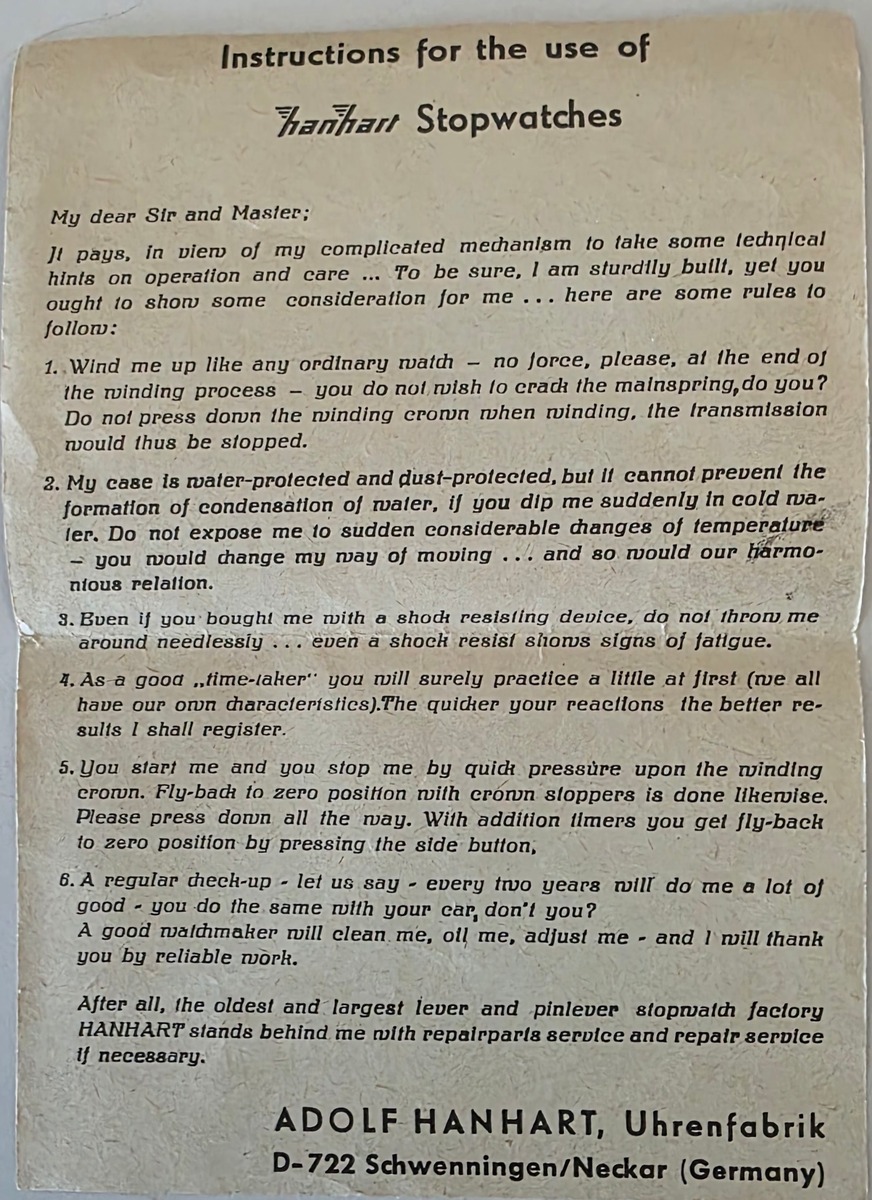 Instructions for the use of
hanhart Stopwatches
My dear Sir and Master;
It pays, in view of my complicated mechanism to take some technical
hints on operation and care ... To be sure, I am sturdily built, yet you
ought to show some consideration for me ... here are some rules to
follow:
1. Wind me up like any ordinary watch – no force, please, at the end of
the winding process – you do not wish to crack the mainspring, do you?
Do not press down the winding crown when winding, the transmission
would thus be stopped.
2. My case is water-protected and dust-protected, but it cannot prevent the
formation of condensation of water, if you dip me suddenly in cold wa-
ter. Do not expose me to sudden considerable changes of temperature
– you would change my way of moving ... and so would our harmo-
nious relation.
3. Even if you bought me with a shock resisting device, do not throw me
around needlessly ... even a shock resist shows signs of fatigue.
4. As a good „time-taker“ you will surely practice a little at first (we all
have our own characteristics).The quicker your reactions the better re-
sults I shall register.
5. You start me and you stop me by quick pressure upon the winding
crown. Fly-back to zero position with crown stoppers is done likewise.
Please press down all the way. With addition timers you get fly-back
to zero position by pressing the side button,
6. A regular check-up - let us say - every two years will do me a lot of
good - you do the same with your car, don't you?
A good watchmaker will clean me, oil me, adjust me - and I will thank
you by reliable work.
After all, the oldest and largest lever and pinlever stopwatch factory
HANHART stands behind me with repairparts service and repair service
if necessary.
ADOLF HANHART, Uhrenfabrik
D-722 Schwenningen/Neckar (Germany)